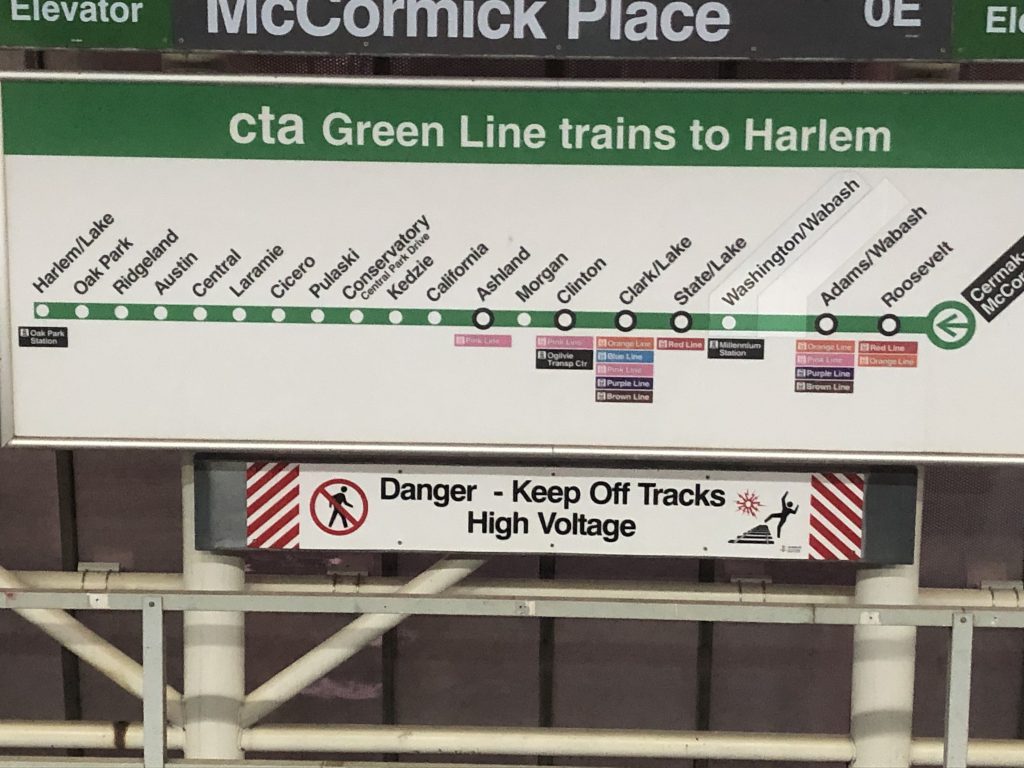 Elevator
McCormick Place
0E
Ele
cta Green Line trains to Harlem
Harlem/Lake
Oak Park
Ridgeland
Austin
Central
Laramie
Cicero
Pulaski
Conservatory
Central Park Drive
Kedzie
California
Ashland
Morgan
Clinton
Clark/Lake
State/Lake
Washington/Wabash
Adams/Wabash
Roosevelt
Cermak-
McCor
Oak Park
Station
Pink Line
Pink Line
Ogilvie
Transp Ctr
Orange Line
Blue Line
Pink Line
Purple Line
Brown Line
Red Line
Millennium
Station
Orange Line
Pink Line
Purple Line
Brown Line
Red Line
Orange Line
Danger - Keep Off Tracks
High Voltage